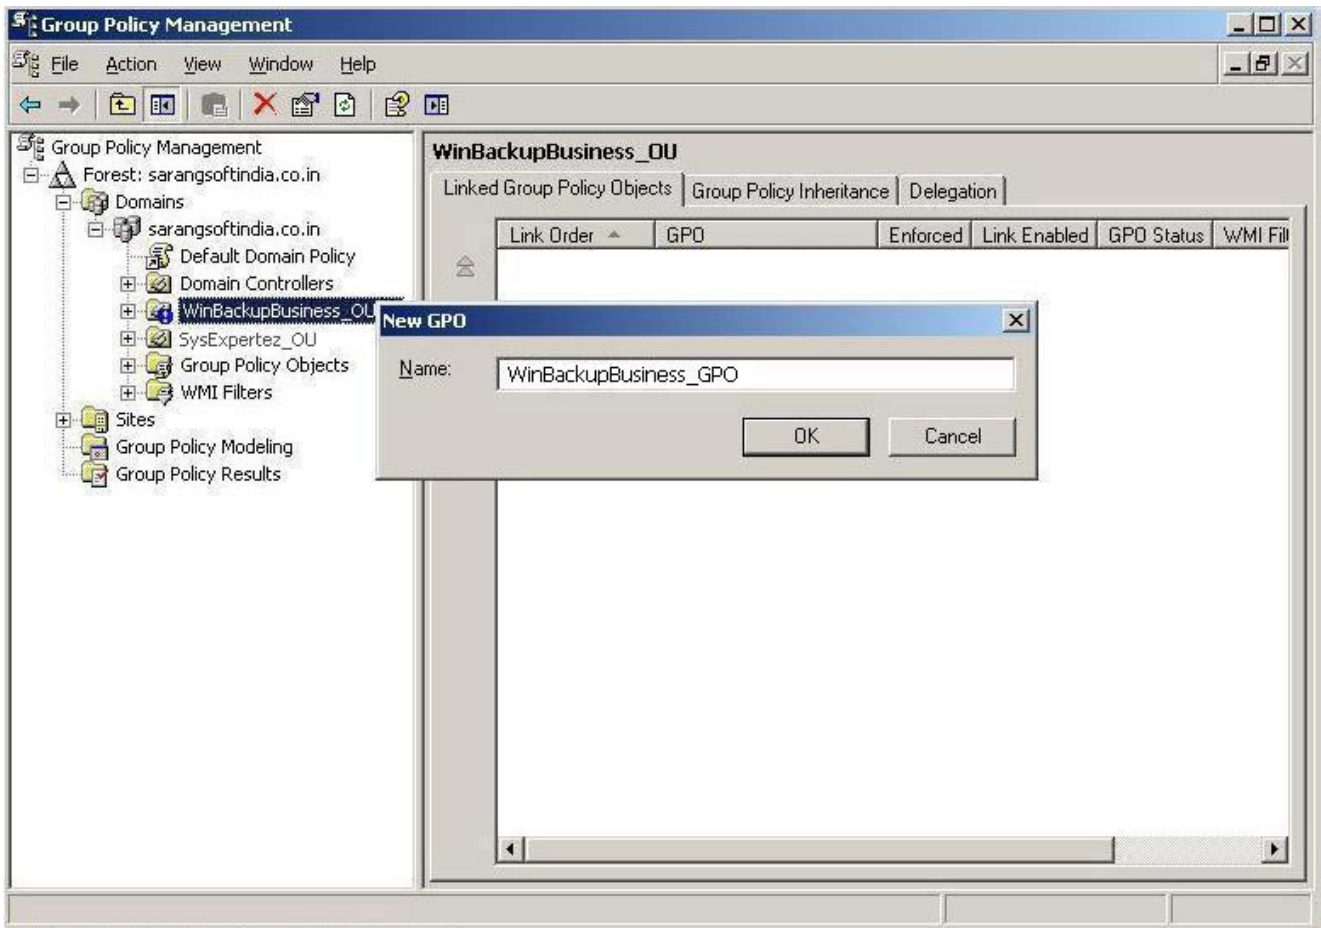 Group Policy Management
File Action View Window Help
Group Policy Management
Forest: sarangsoftindia.co.in
Domains
sarangsoftindia.co.in
Default Domain Policy
Domain Controllers
WinBackupBusiness_OU
SysExpertez_OU
Group Policy Objects
WMI Filters
Sites
Group Policy Modeling
Group Policy Results
WinBackupBusiness_OU
Linked Group Policy Objects Group Policy Inheritance Delegation
Link Order GPO Enforced Link Enabled GPO Status WMI Fil
New GPO
Name: WinBackupBusiness_GPO
OK Cancel